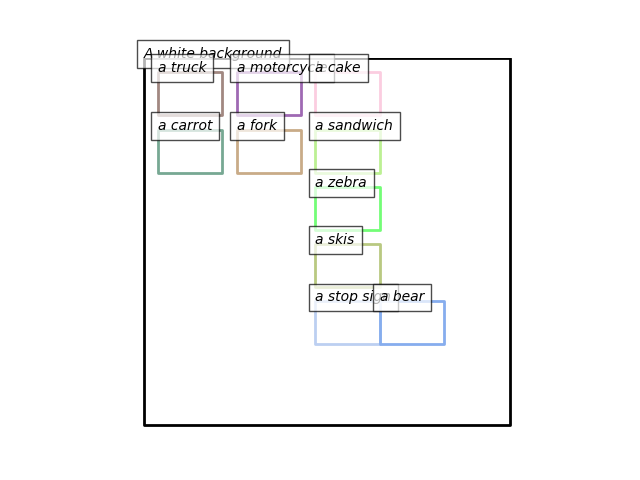 A white background
a truck
a motorcycle
a cake
a carrot
a fork
a sandwich
a zebra
a skis
a stop sign
a bear